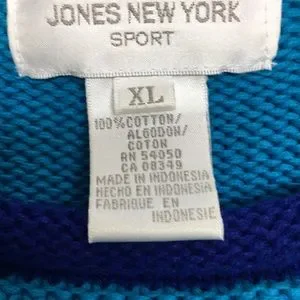 JONES NEW YORK
SPORT
XL
100% COTTON/
ALGODON/
COTON
RN 54050
CA 08349
MADE IN INDONESIA
HECHO EN INDONESIA
FABRIQUE EN
INDONESIA